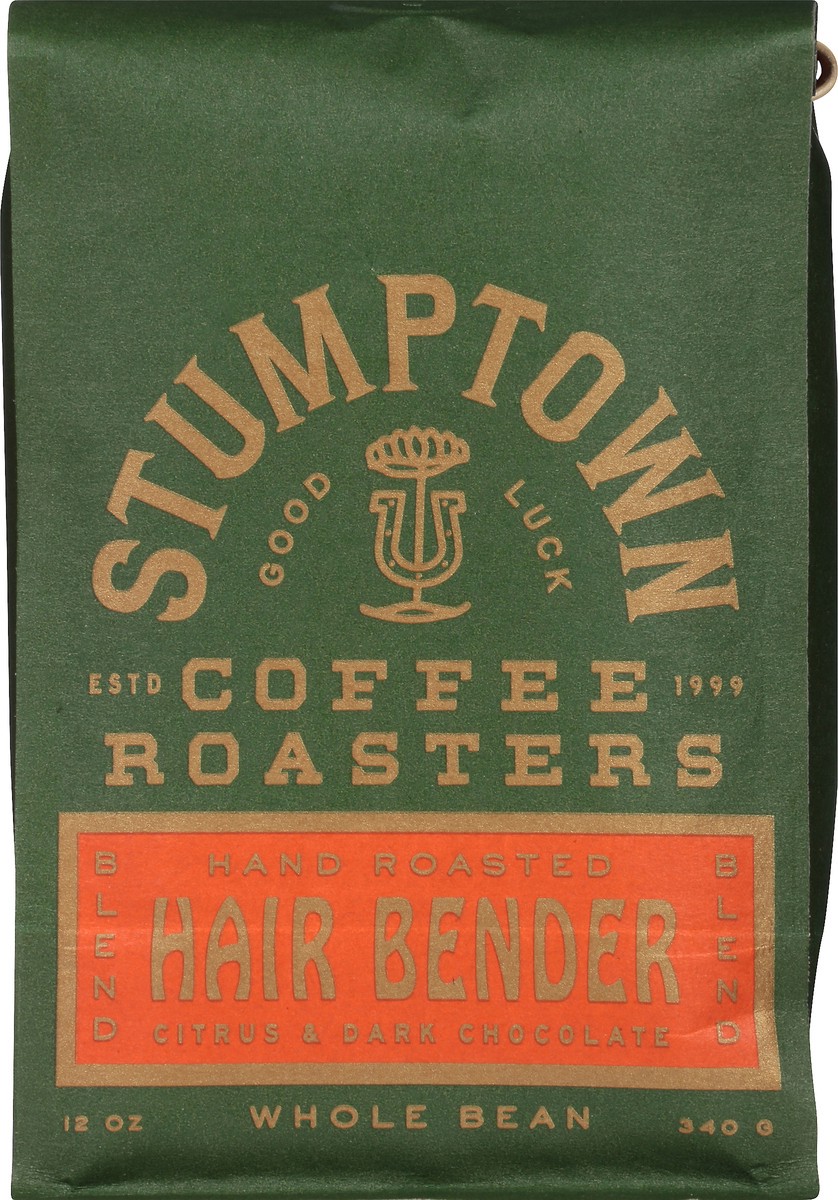 STUMPTOWN
GOOD LUCK
ESTD COFFEE 1999
ROASTERS
BLEND
HAND ROASTED
HAIR BENDER
CITRUS & DARK CHOCOLATE
BLEND
12 OZ WHOLE BEAN 340 G